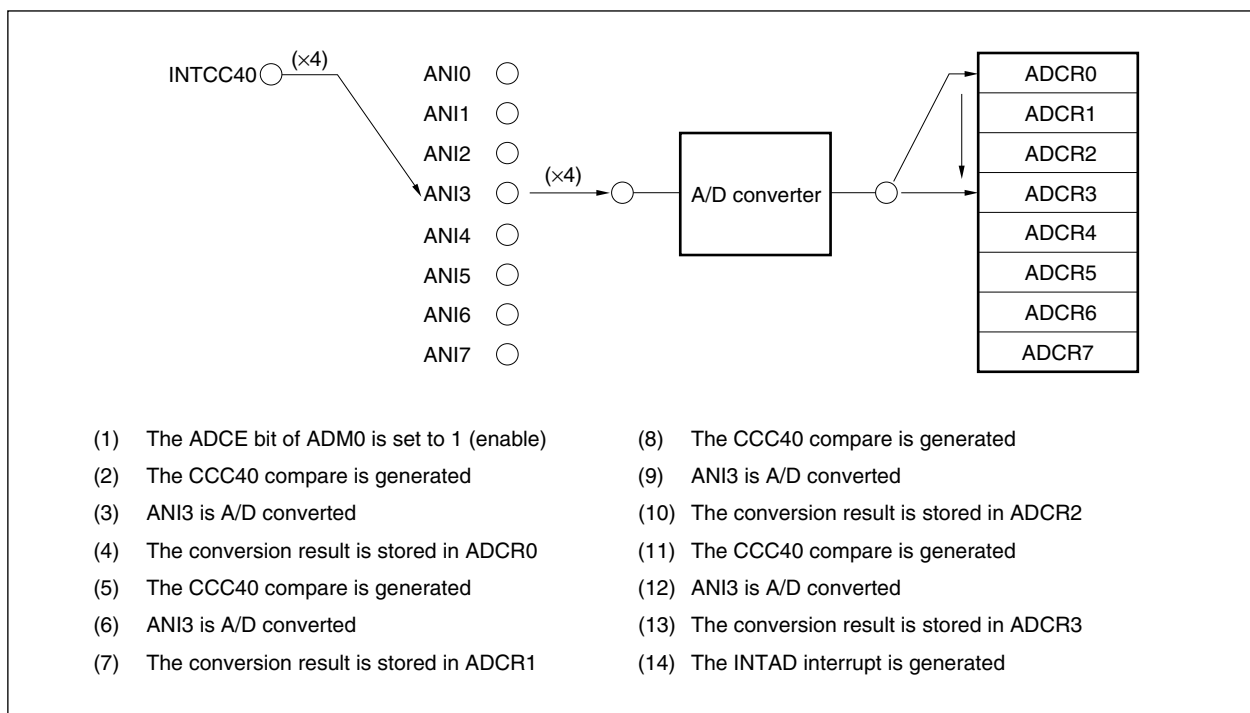 INTCC40
(×4)
ANI0
ANI1
ANI2
ANI3
ANI4
ANI5
ANI6
ANI7
(×4)
A/D converter
ADCR0
ADCR1
ADCR2
ADCR3
ADCR4
ADCR5
ADCR6
ADCR7
(1) The ADCE bit of ADM0 is set to 1 (enable)
(2) The CCC40 compare is generated
(3) ANI3 is A/D converted
(4) The conversion result is stored in ADCR0
(5) The CCC40 compare is generated
(6) ANI3 is A/D converted
(7) The conversion result is stored in ADCR1
(8) The CCC40 compare is generated
(9) ANI3 is A/D converted
(10) The conversion result is stored in ADCR2
(11) The CCC40 compare is generated
(12) ANI3 is A/D converted
(13) The conversion result is stored in ADCR3
(14) The INTAD interrupt is generated